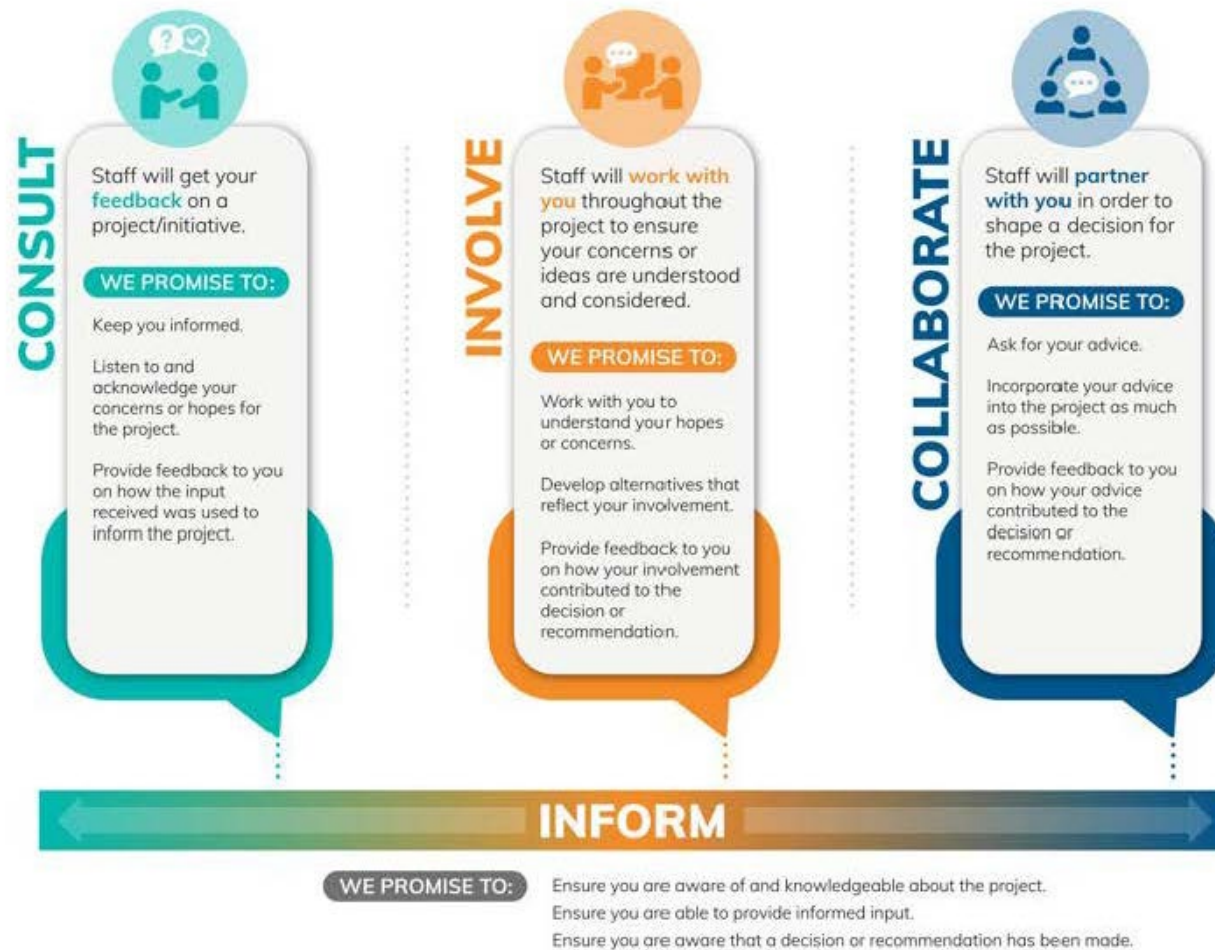 CONSULT
Staff will get your
feedback on a
project/initiative.
WE PROMISE TO:
Keep you informed.
Listen to and
acknowledge your
concerns or hopes for
the project.
Provide feedback to you
on how the input
received was used to
inform the project.
INVOLVE
Staff will work with
you throughout the
project to ensure
your concerns or
ideas are understood
and considered.
WE PROMISE TO:
Work with you to
understand your hopes
or concerns.
Develop alternatives that
reflect your involvement.
Provide feedback to you
on how your involvement
contributed to the
decision or
recommendation.
COLLABORATE
Staff will partner
with you in order to
shape a decision for
the project.
WE PROMISE TO:
Ask for your advice.
Incorporate your advice
into the project as much
as possible.
Provide feedback to you
on how your advice
contributed to the
decision or
recommendation.
INFORM
WE PROMISE TO:
Ensure you are aware of and knowledgeable about the project.
Ensure you are able to provide informed input.
Ensure you are aware that a decision or recommendation has been made.